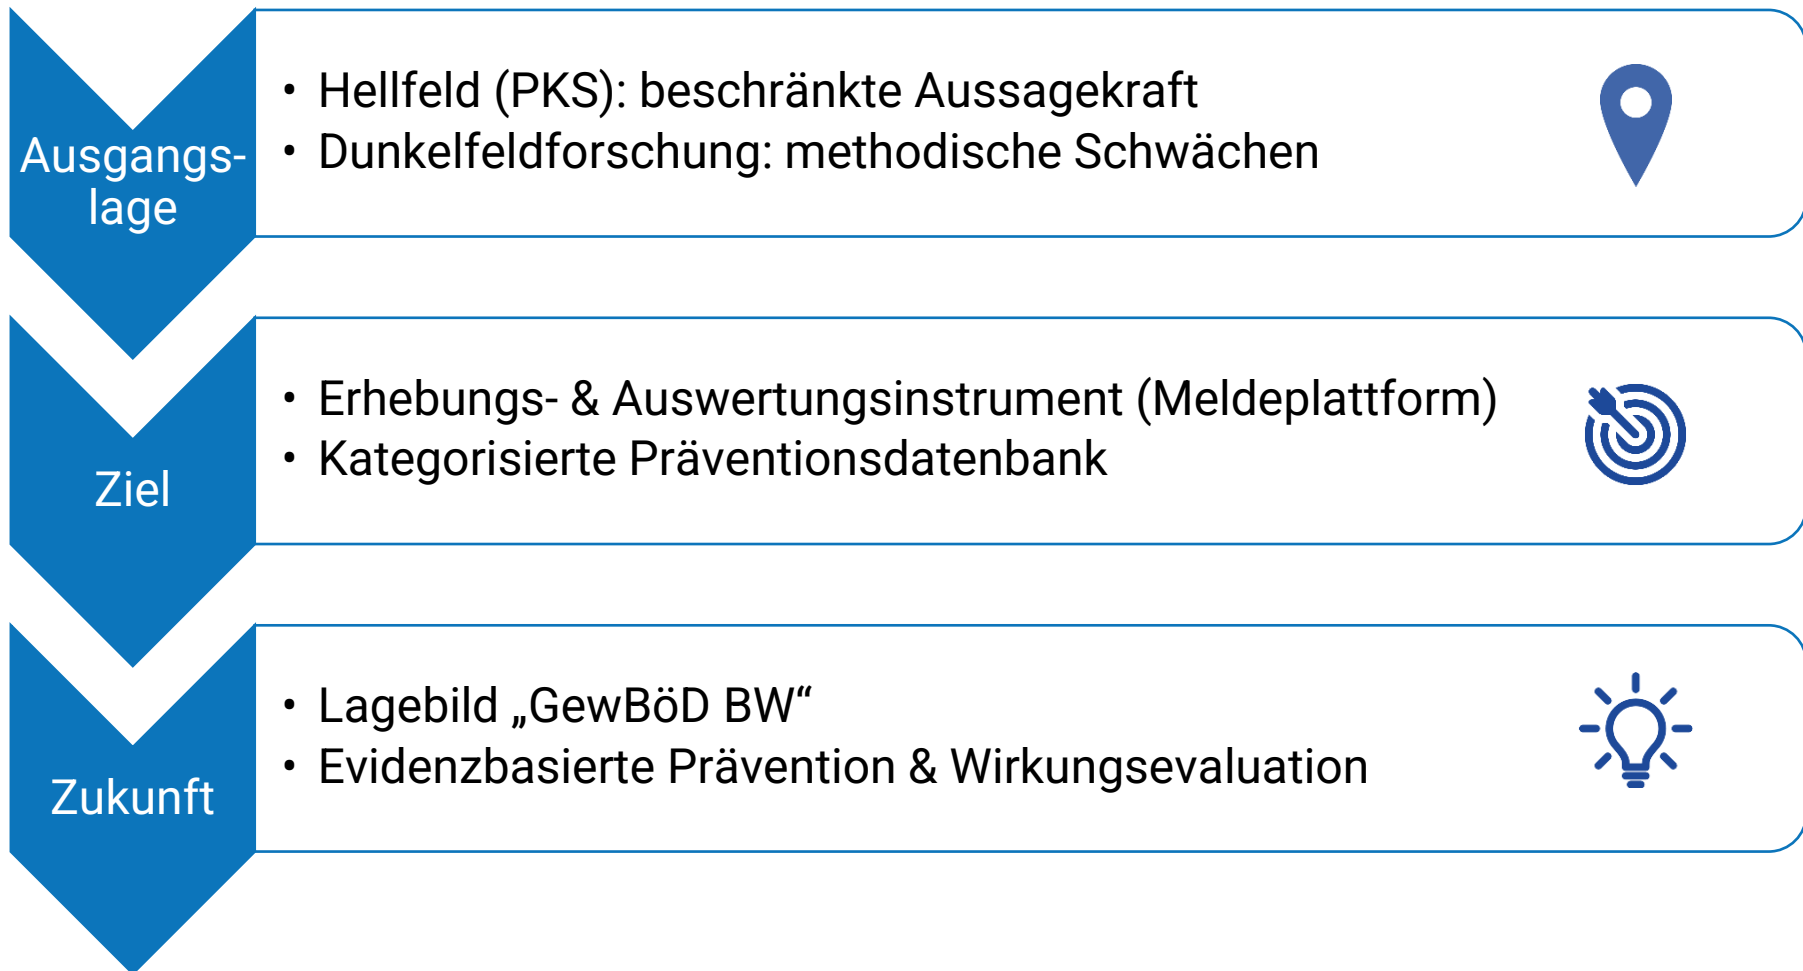 Ausgangs-
lage
• Hellfeld (PKS): beschränkte Aussagekraft
• Dunkelfeldforschung: methodische Schwächen
Ziel
• Erhebungs- & Auswertungsinstrument (Meldeplattform)
• Kategorisierte Präventionsdatenbank
Zukunft
• Lagebild „GewBöD BW“
• Evidenzbasierte Prävention & Wirkungsevaluation